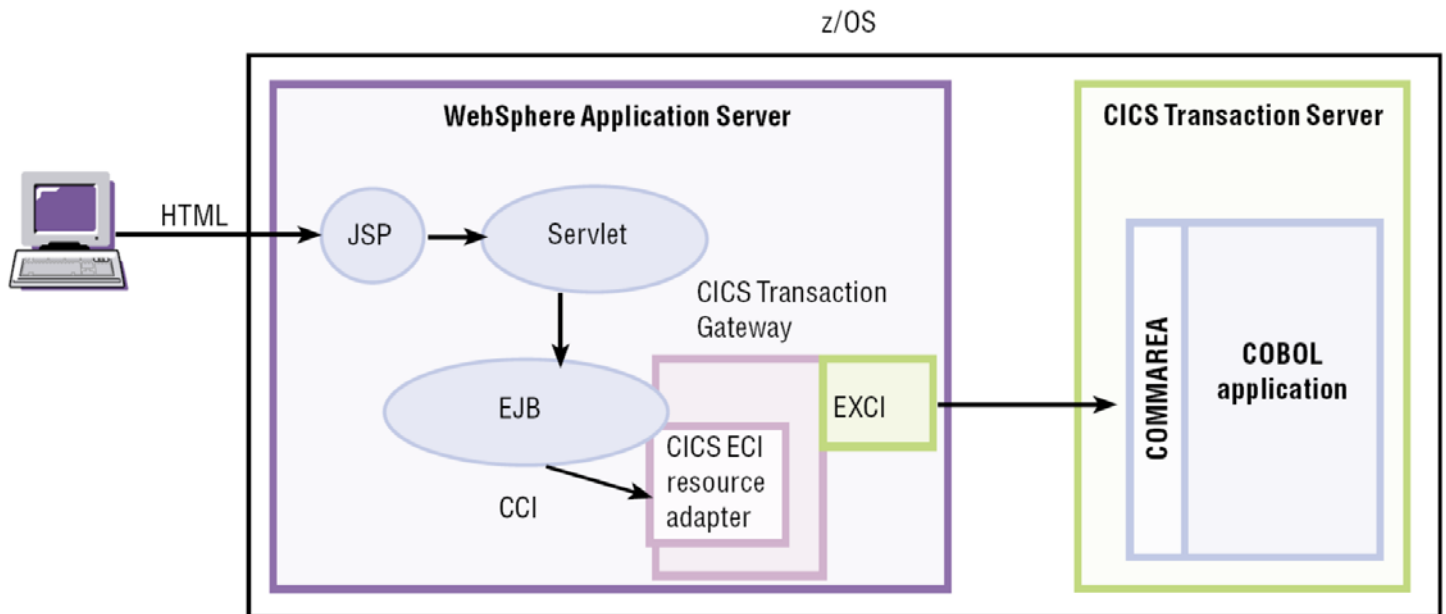 z/OS
WebSphere Application Server
CICS Transaction Server
HTML
JSP
Servlet
CICS Transaction
Gateway
EJB
EXCI
CICS ECI
resource
adapter
CCI
COMMAREA
COBOL
application